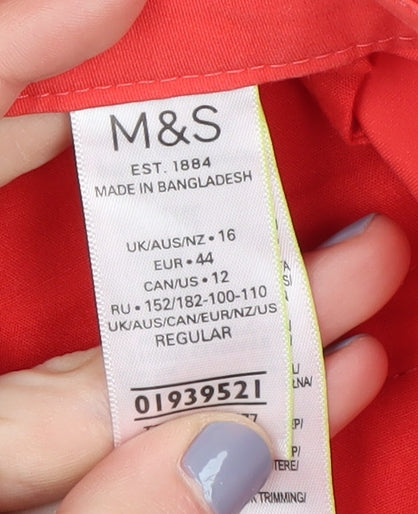 M&S
EST. 1884
MADE IN BANGLADESH
UK/AUS/NZ • 16
EUR • 44
CAN/US • 12
RU • 152/182-100-110
UK/AUS/CAN/EUR/NZ/US
REGULAR
01939521
TRIMMING/